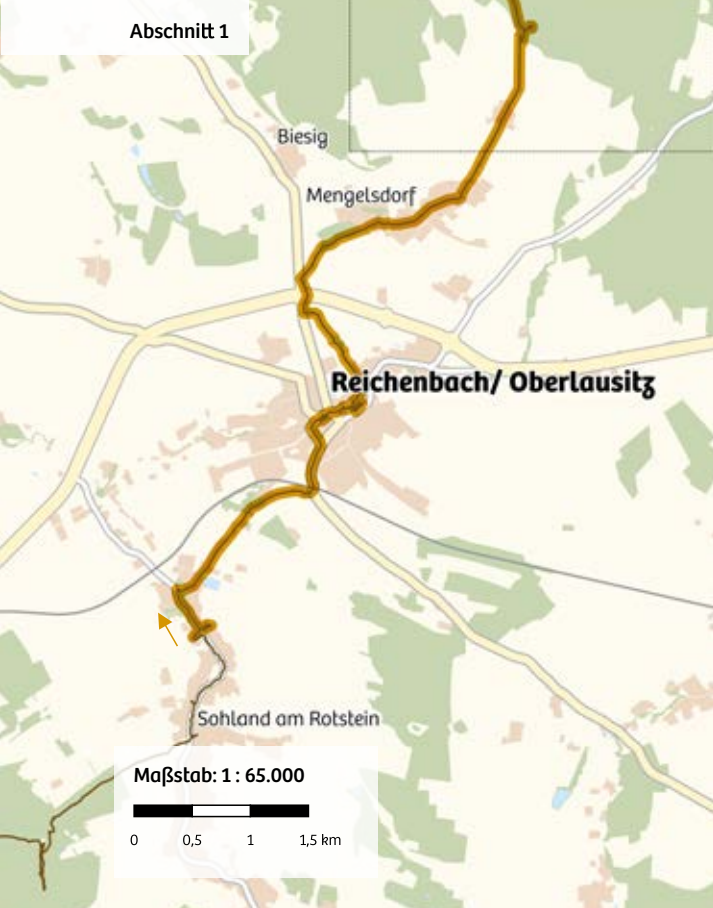 Abschnitt 1
Biesig
Mengelsdorf
Reichenbach/ Oberlausitz
Sohland am Rotstein
Maßstab: 1 : 65.000
0 0,5 1 1,5 km